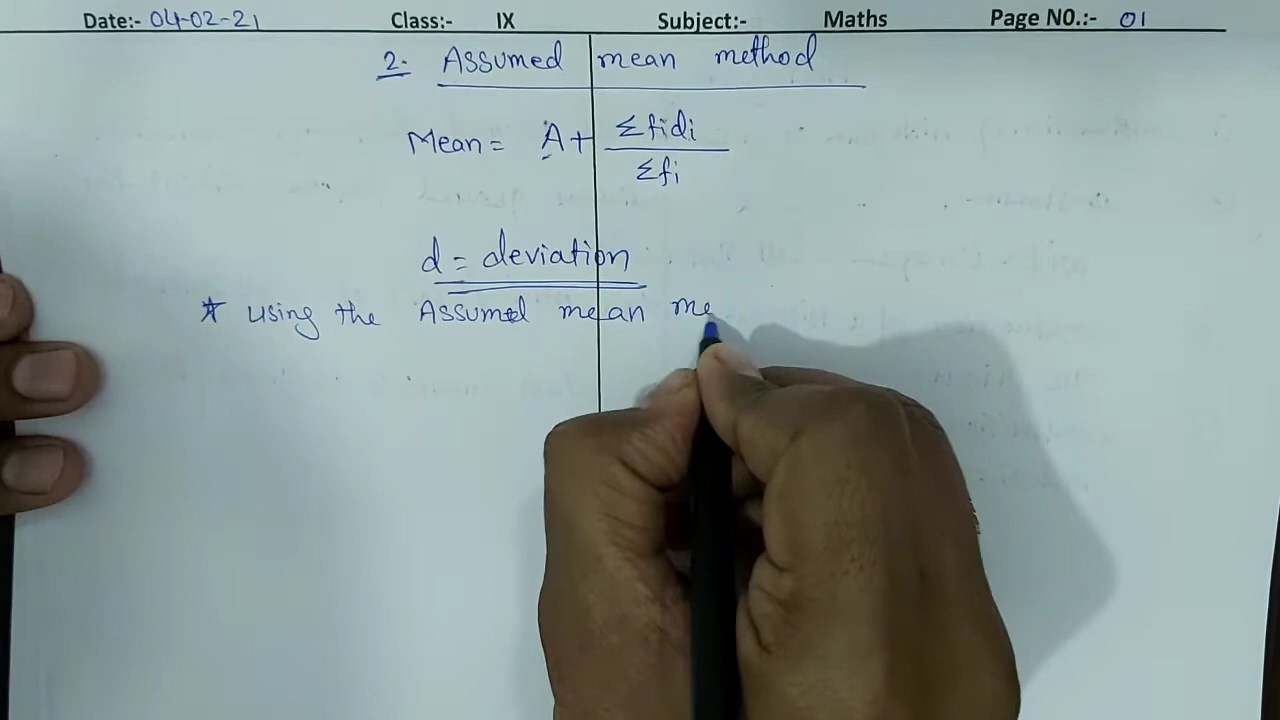 Date:- 04-02-21 Class:- IX Subject:- Maths Page NO.:- 01
2. Assumed mean method
Mean = A + Σfidi
Σfi
d = deviation
* using the Assumed mean me